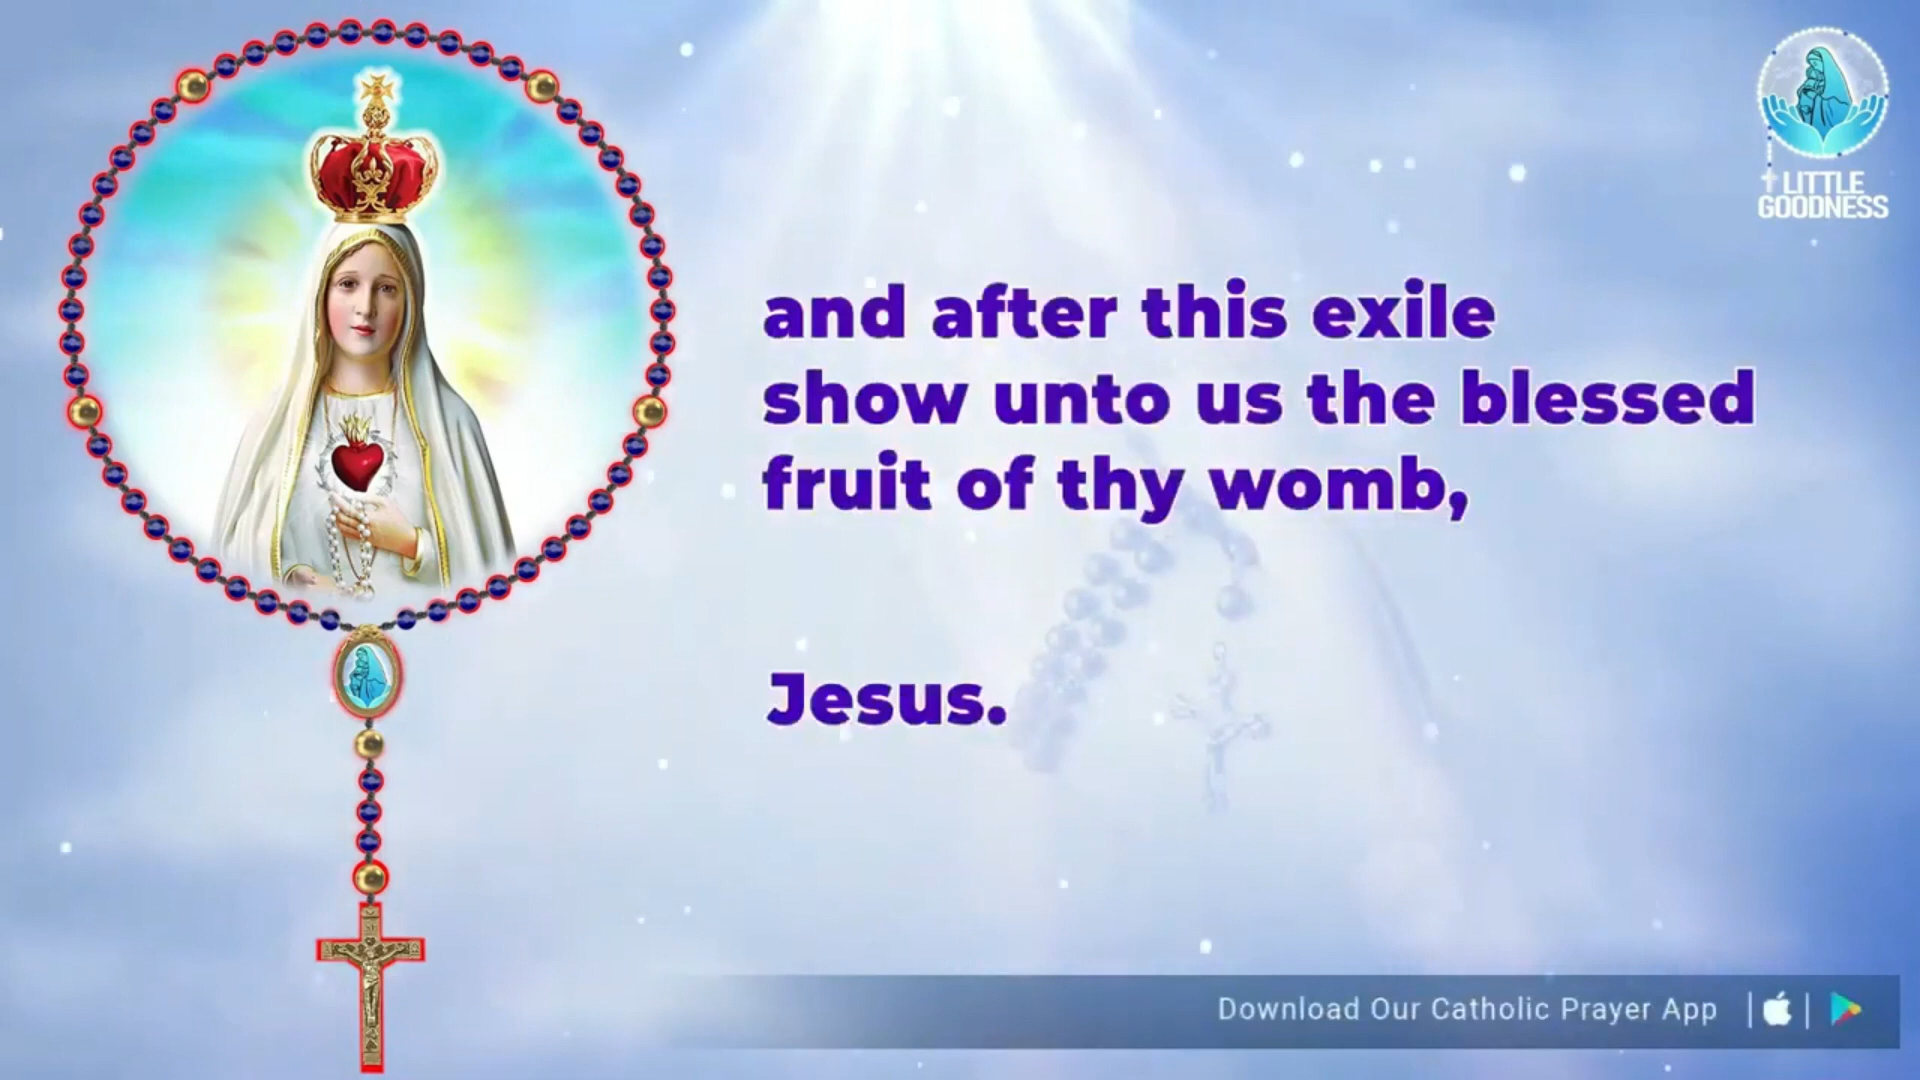 LITTLE
GOODNESS
and after this exile
show unto us the blessed
fruit of thy womb,
Jesus.
Download Our Catholic Prayer App